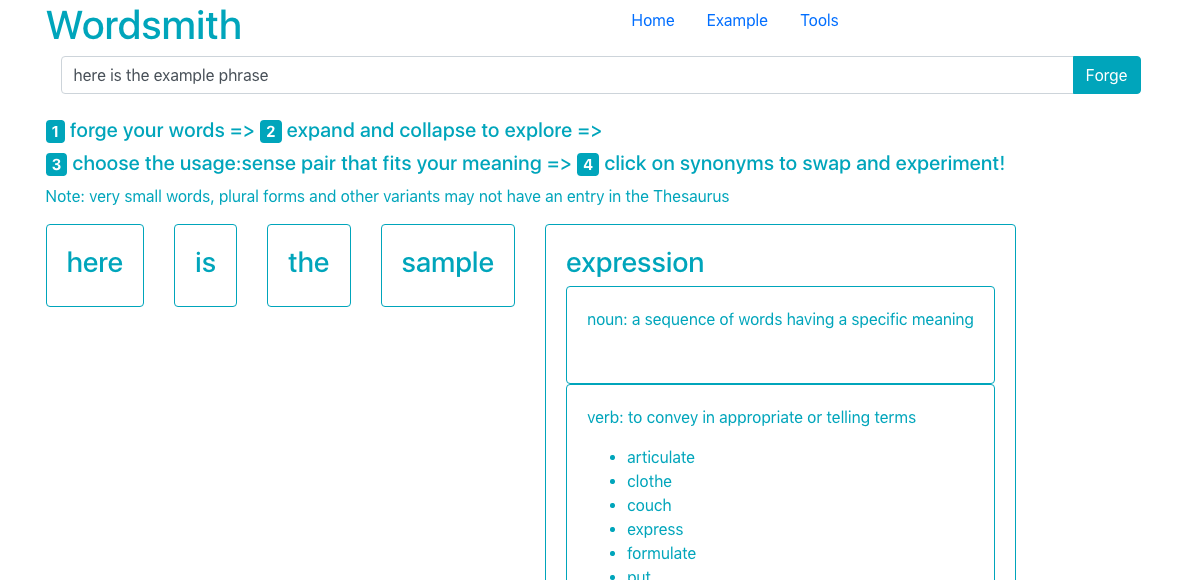 Wordsmith
Home Example Tools
here is the example phrase
Forge
1 forge your words => 2 expand and collapse to explore =>
3 choose the usage:sense pair that fits your meaning => 4 click on synonyms to swap and experiment!
Note: very small words, plural forms and other variants may not have an entry in the Thesaurus
here is the sample expression
noun: a sequence of words having a specific meaning
verb: to convey in appropriate or telling terms
articulate
clothe
couch
express
formulate
put